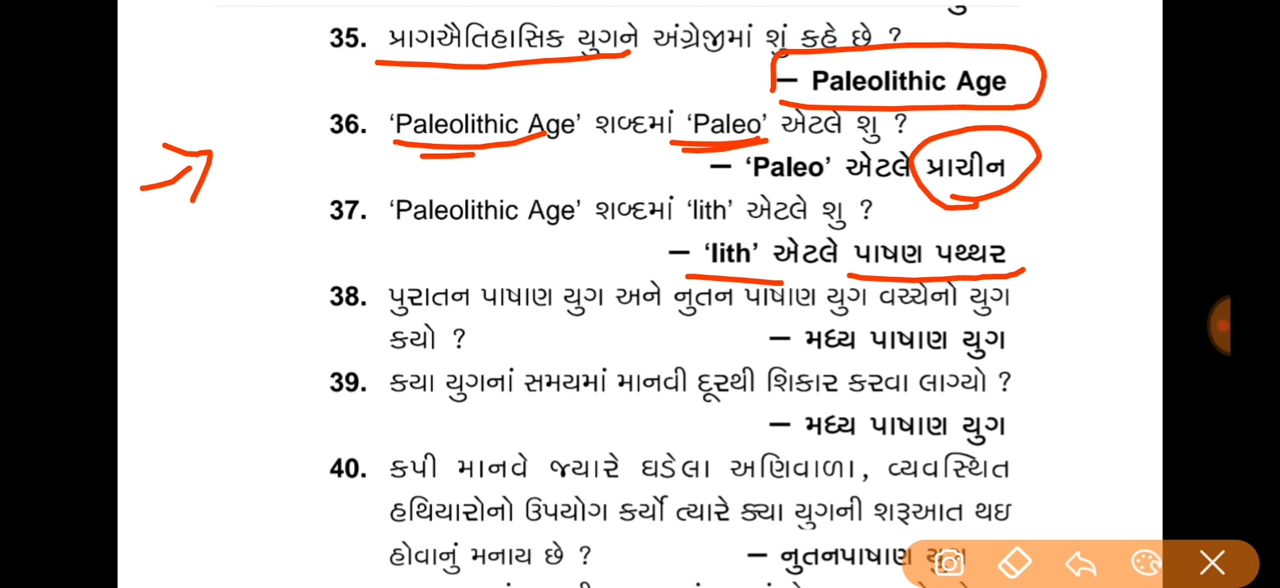 35. પ્રાગઐતિહાસિક યુગને અંગ્રેજીમાં શું કહે છે ?
– Paleolithic Age
36. ‘Paleolithic Age’ શબ્દમાં ‘Paleo’ એટલે શુ ?
– ‘Paleo’ એટલે પ્રાચીન
37. ‘Paleolithic Age’ શબ્દમાં ‘lith’ એટલે શુ ?
– ‘lith’ એટલે પાષણ પથ્થર
38. પુરાતન પાષાણ યુગ અને નુતન પાષાણ યુગ વચ્ચેનો યુગ
કયો ? – મધ્ય પાષાણ યુગ
39. કયા યુગનાં સમયમાં માનવી દૂરથી શિકાર કરવા લાગ્યો ?
– મધ્ય પાષાણ યુગ
40. કપી માનવે જ્યારે ઘડેલા અણિવાળા, વ્યવસ્થિત
હથિયારોનો ઉપયોગ કર્યો ત્યારે ક્યા યુગની શરૂઆત થઇ
હોવાનું મનાય છે ? – નુતનપાષાણ